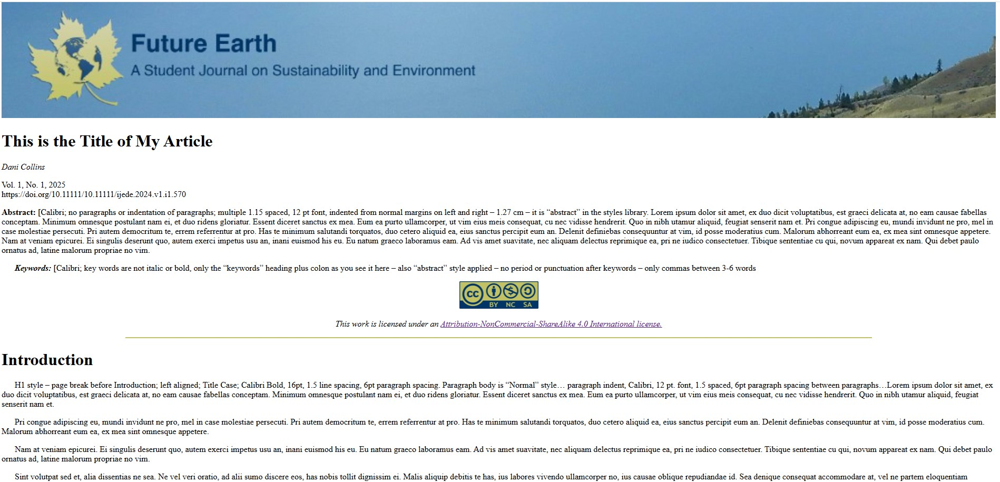 Future Earth
A Student Journal on Sustainability and Environment
This is the Title of My Article
Dani Collins
Vol. 1, No. 1, 2025
https://doi.org/10.11111/10.11111/ijede.2024.v1.i1.570
Abstract: [Calibri; no paragraphs or indentation of paragraphs; multiple 1.15 spaced, 12 pt font, indented from normal margins on left and right – 1.27 cm – it is “abstract” in the styles library. Lorem ipsum dolor sit amet, ex duo dicit voluptatibus, est graeci delicata at, no eam causae fabellas
conceptam. Minimum omnesque postulant nam ei, et duo ridens gloriatur. Essent diceret sanctus ex mea. Eum ea purto ullamcorper, ut vim eius meis consequat, cu nec vidisse hendrerit. Quo in nibh utamur aliquid, feugiat senserit nam et. Pri congue adipiscing eu, mundi invidunt ne pro, mel in
case molestiae persecuti. Pri autem democritum te, errem referrentur at pro. Has te minimum salutandi torquatos, duo cetero aliquid ea, eius sanctus percipit eum an. Delenit definiebas consequuntur at vim, id posse moderatius cum. Malorum abhorreant eum ea, ex mea sint omnesque appetere.
Nam at veniam epicurei. Ei singulis deserunt quo, autem exerci impetus usu an, inani euismod his eu. Eu natum graeco laboramus eam. Ad vis amet suavitate, nec aliquam delectus reprimique ea, pri ne iudico consectetuer. Tibique sententiae cu qui, novum appareat ex nam. Qui debet paulo
ornatus ad, latine malorum propriae no vim.
Keywords: [Calibri; key words are not italic or bold, only the “keywords” heading plus colon as you see it here – also “abstract” style applied – no period or punctuation after keywords – only commas between 3-6 words
cc
BY NC SA
This work is licensed under an Attribution-NonCommercial-ShareAlike 4.0 International license.
Introduction
H1 style – page break before Introduction; left aligned; Title Case; Calibri Bold, 16pt, 1.5 line spacing, 6pt paragraph spacing. Paragraph body is “Normal” style… paragraph indent, Calibri, 12 pt. font, 1.5 spaced, 6pt paragraph spacing between paragraphs…Lorem ipsum dolor sit amet, ex
duo dicit voluptatibus, est graeci delicata at, no eam causae fabellas conceptam. Minimum omnesque postulant nam ei, et duo ridens gloriatur. Essent diceret sanctus ex mea. Eum ea purto ullamcorper, ut vim eius meis consequat, cu nec vidisse hendrerit. Quo in nibh utamur aliquid, feugiat
senserit nam et.
Pri congue adipiscing eu, mundi invidunt ne pro, mel in case molestiae persecuti. Pri autem democritum te, errem referrentur at pro. Has te minimum salutandi torquatos, duo cetero aliquid ea, eius sanctus percipit eum an. Delenit definiebas consequuntur at vim, id posse moderatius cum.
Malorum abhorreant eum ea, ex mea sint omnesque appetere.
Nam at veniam epicurei. Ei singulis deserunt quo, autem exerci impetus usu an, inani euismod his eu. Eu natum graeco laboramus eam. Ad vis amet suavitate, nec aliquam delectus reprimique ea, pri ne iudico consectetuer. Tibique sententiae cu qui, novum appareat ex nam. Qui debet paulo
ornatus ad, latine malorum propriae no vim.
Sint volutpat sed et, alia dissentias ne sea. Ne vel veri oratio, ad alii sumo discere eos, has nobis tollit dignissim ei. Malis aliquip debitis te has, ius labores vivendo ullamcorper no, ius causae oblique repudiandae id. Sea denique consequat accommodare at, vel ne partem eloquentiam